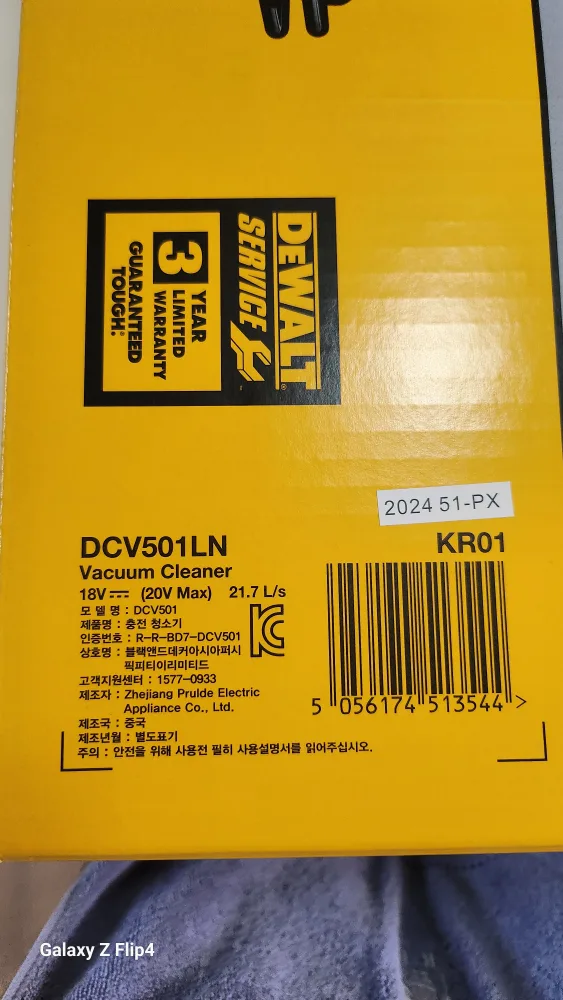 DEWALT®
SERVICE
3 YEAR
LIMITED
WARRANTY
GUARANTEED
TOUGH.®
2024 51-PX
DCV501LN
KR01
Vacuum Cleaner
18V⎓ (20V Max) 21.7 L/s
모 델 명 : DCV501
제품명 : 충전 청소기
인증번호 : R-R-BD7-DCV501
상호명 : 블랙앤드데커아시아퍼시
픽피티이리미티드
고객지원센터 : 1577-0933
제조자 : Zhejiang Prulde Electric
Appliance Co., Ltd.
제조국 : 중국
제조년월 : 별도표기
주의 : 안전을 위해 사용전 필히 사용설명서를 읽어주십시오.
5 056174 513544 >
Galaxy Z Flip4